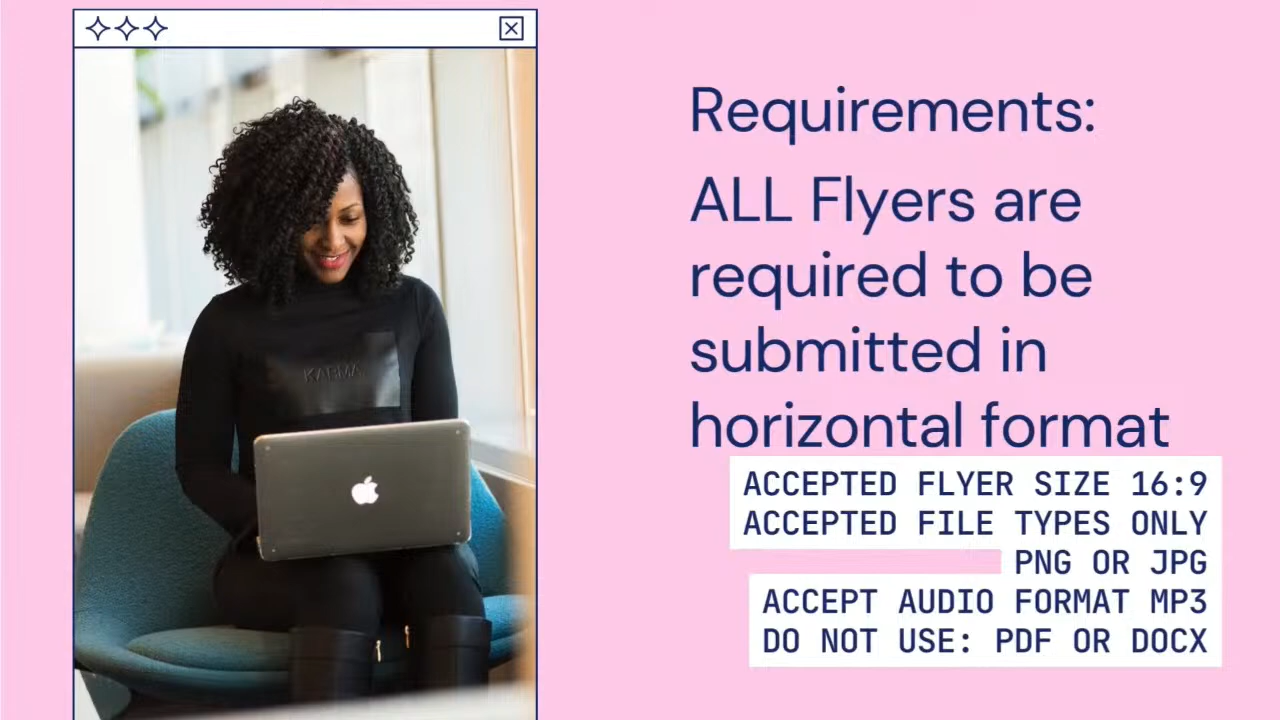 Requirements:
ALL Flyers are
required to be
submitted in
horizontal format
ACCEPTED FLYER SIZE 16:9
ACCEPTED FILE TYPES ONLY
PNG OR JPG
ACCEPT AUDIO FORMAT MP3
DO NOT USE: PDF OR DOCX
KARMA